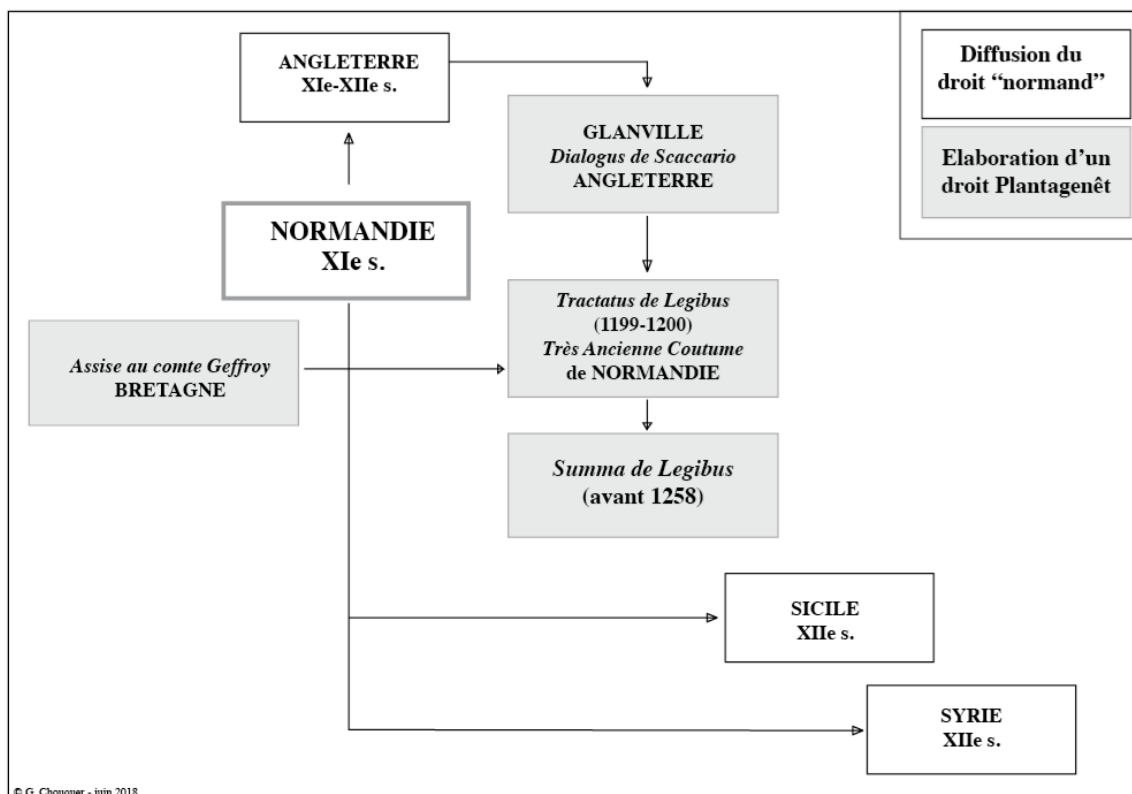 ANGLETERRE
XIe-XIIe s.
GLANVILLE
Dialogus de Scaccario
ANGLETERRE
NORMANDIE
XIe s.
Assise au comte Geffroy
BRETAGNE
Tractatus de Legibus
(1199-1200)
Très Ancienne Coutume
de NORMANDIE
Summa de Legibus
(avant 1258)
SICILE
XIIe s.
SYRIE
XIIe s.
Diffusion du
droit “normand”
Elaboration d’un
droit Plantagenêt
© G. Chouquer - juin 2018